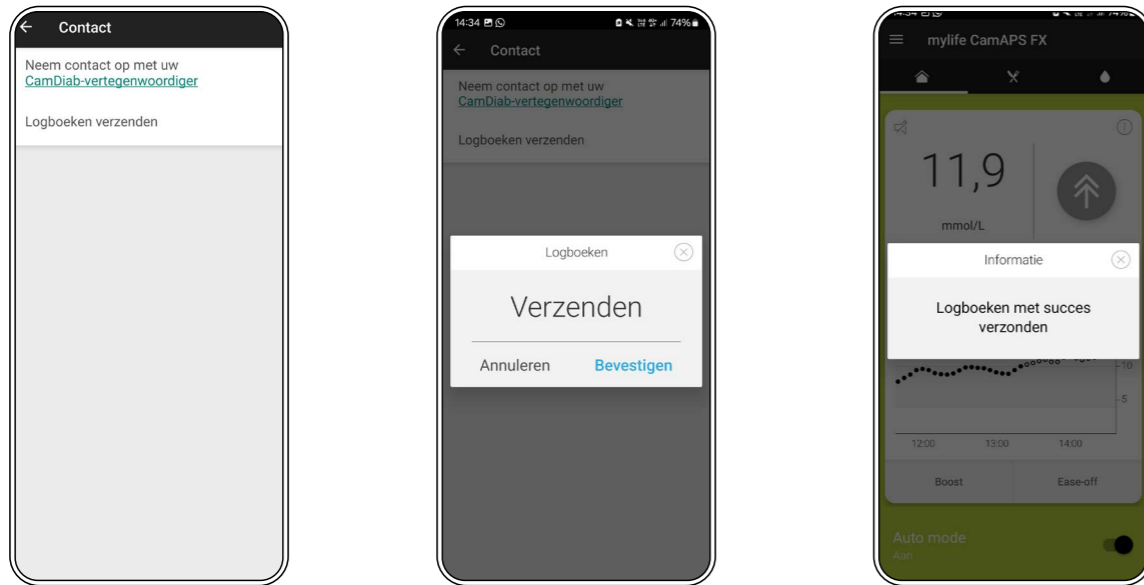 Contact
Neem contact op met uw
CamDiab-vertegenwoordiger
Logboeken verzenden
14:34
74%
Contact
Neem contact op met uw
CamDiab-vertegenwoordiger
Logboeken verzenden
Logboeken
Verzenden
Annuleren Bevestigen
mylife CamAPS FX
11,9
mmol/L
Informatie
Logboeken met succes
verzonden
10
5
12:00 13:00 14:00
Boost Ease-off
Auto mode
Aan